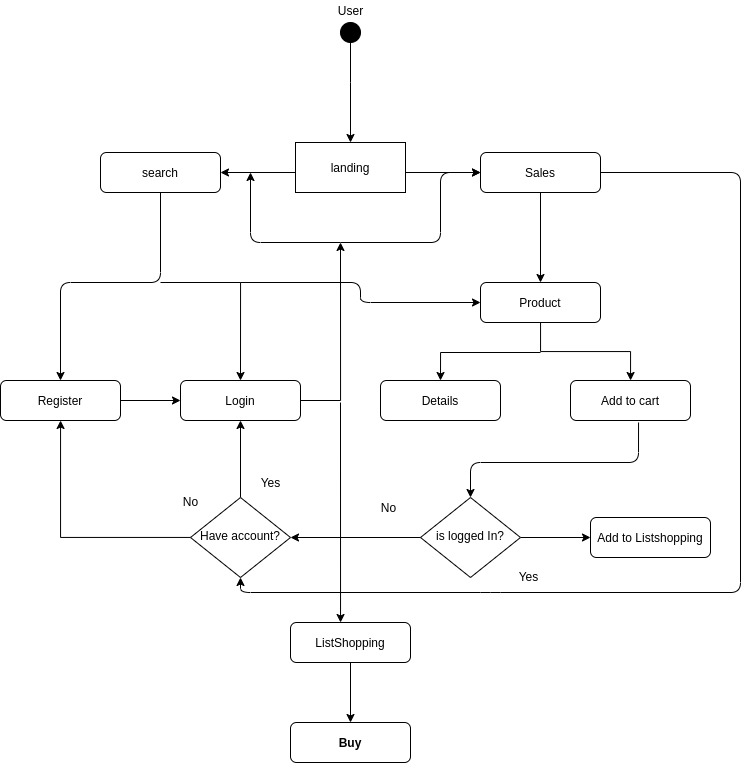 User
landing
search
Sales
Product
Register
Login
Details
Add to cart
Yes
No
No
Have account?
is logged In?
Add to Listshopping
Yes
ListShopping
Buy